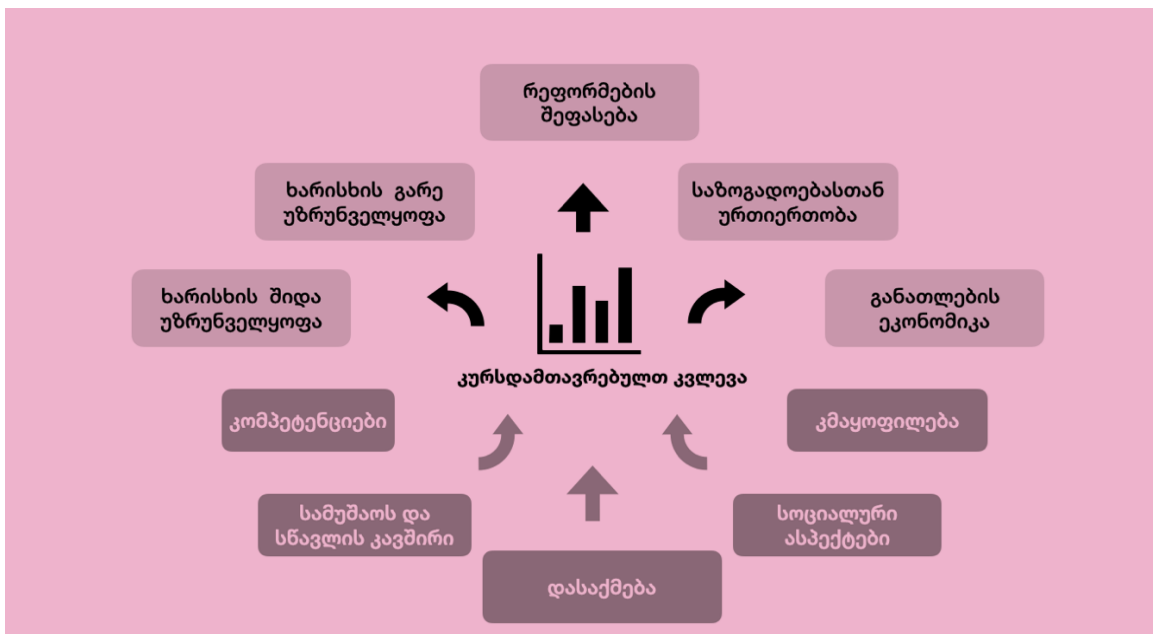 რეფორმების
შეფასება
ხარისხის გარე
უზრუნველყოფა
საზოგადოებასთან
ურთიერთობა
ხარისხის შიდა
უზრუნველყოფა
განათლების
ეკონომიკა
კურსდამთავრებულთ კვლევა
კომპეტენციები
კმაყოფილება
სამუშაოს და
სწავლის კავშირი
სოციალური
ასპექტები
დასაქმება